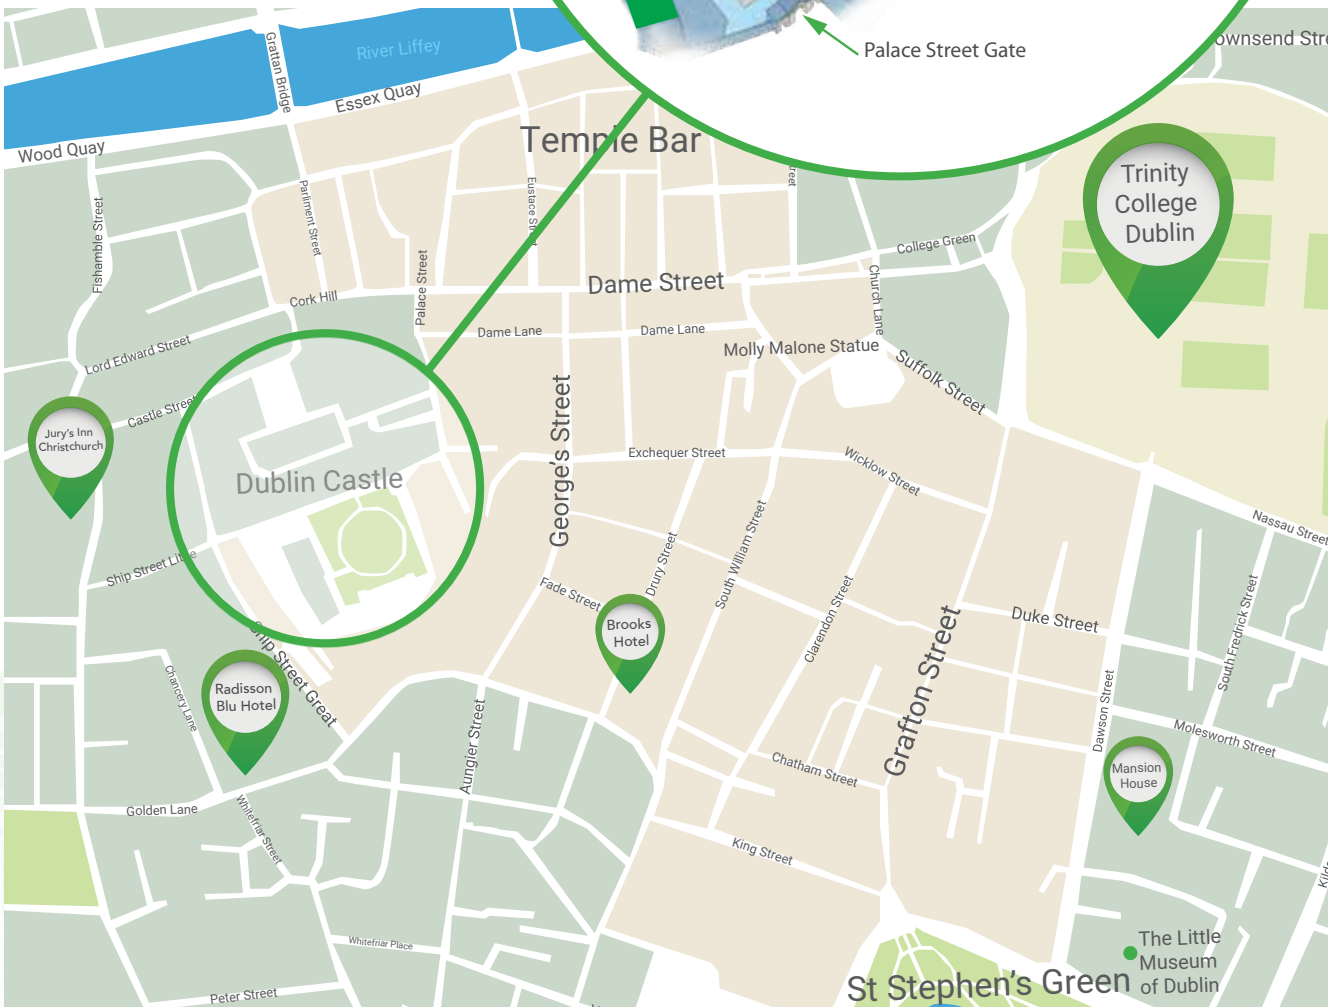 Palace Street Gate
River Liffey
Grattan Bridge
Essex Quay
Wood Quay
Temple Bar
Trinity
College
Dublin
Fishamble Street
Parliment Street
Eustace Street
Palace Street
College Green
Church Lane
Cork Hill
Dame Street
Dame Lane
Dame Lane
Molly Malone Statue
Suffolk Street
Lord Edward Street
Castle Street
Jury's Inn
Christchurch
George's Street
Exchequer Street
Wicklow Street
Dublin Castle
Nassau Street
Ship Street Little
Fade Street
Drury Street
South William Street
Clarendon Street
Grafton Street
Duke Street
South Fredrick Street
Brooks
Hotel
Ship Street Great
Chancery Lane
Radisson
Blu Hotel
Aungier Street
Dawson Street
Molesworth Street
Chatham Street
Mansion
House
Golden Lane
Whitefriar Street
King Street
Whitefriar Place
Peter Street
St Stephen's Green
The Little
Museum
of Dublin